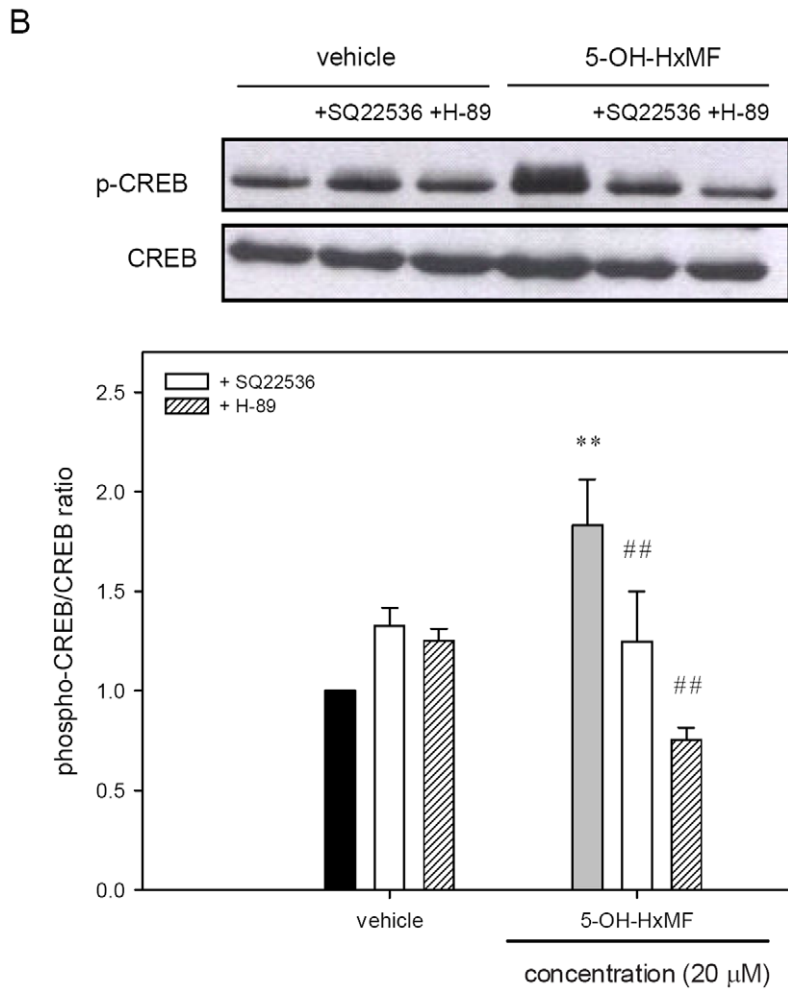 B
vehicle 5-OH-HxMF
+SQ22536 +H-89 +SQ22536 +H-89
p-CREB
CREB
+ SQ22536
+ H-89
phospho-CREB/CREB ratio
2.5
2.0
1.5
1.0
0.5
0.0
**
##
##
vehicle 5-OH-HxMF
concentration (20 μM)